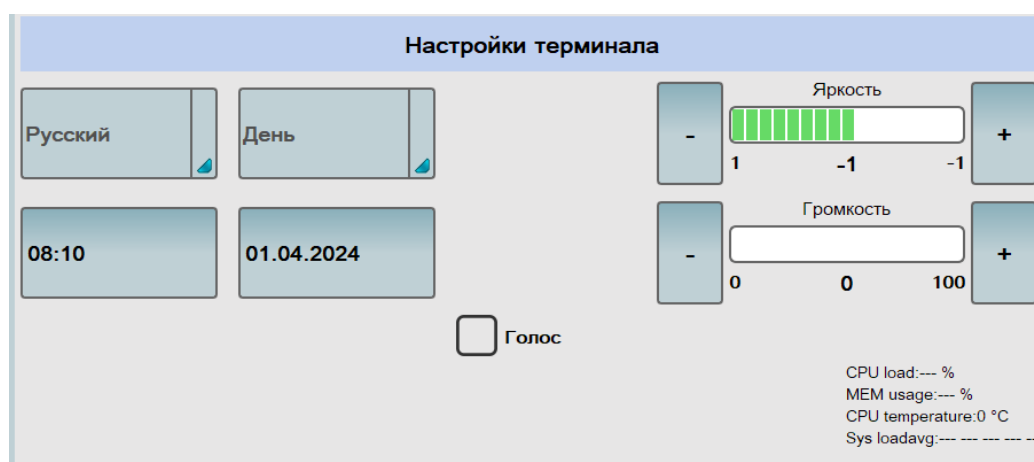 Настройки терминала
Русский
День
Яркость
-
+
1 -1 -1
08:10
01.04.2024
Громкость
-
+
0 0 100
Голос
CPU load:--- %
MEM usage:--- %
CPU temperature:0 °C
Sys loadavg:--- --- --- --- --